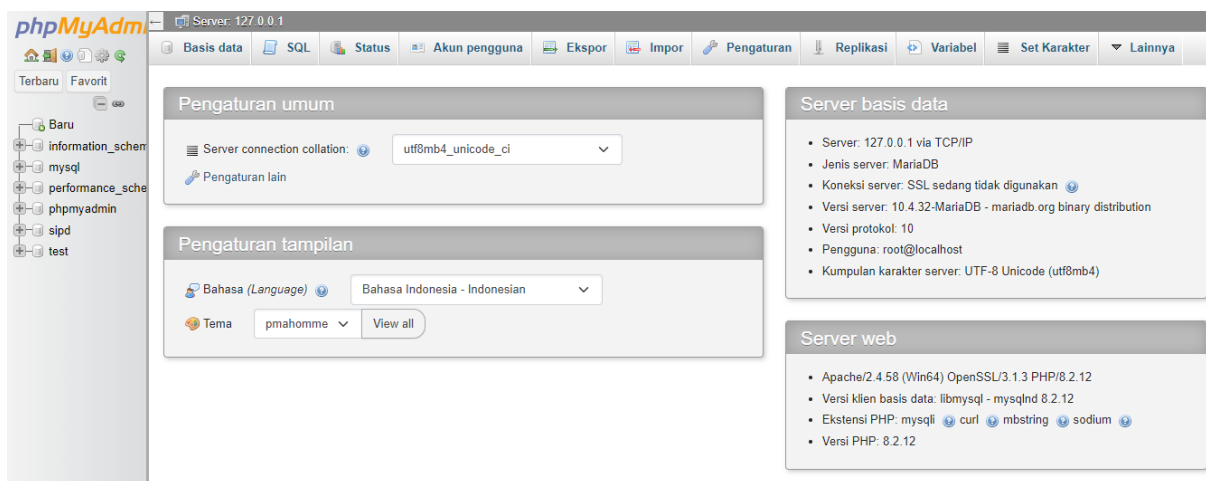 phpMyAdmi
Server: 127.0.0.1
Basis data
SQL
Status
Akun pengguna
Ekspor
Impor
Pengaturan
Replikasi
Variabel
Set Karakter
Lainnya
Terbaru Favorit
Baru
information_schem
mysql
performance_sche
phpmyadmin
sipd
test
Pengaturan umum
Server connection collation: utf8mb4_unicode_ci
Pengaturan lain
Pengaturan tampilan
Bahasa (Language) Bahasa Indonesia - Indonesian
Tema pmahomme View all
Server basis data
Server: 127.0.0.1 via TCP/IP
Jenis server: MariaDB
Koneksi server: SSL sedang tidak digunakan
Versi server: 10.4.32-MariaDB - mariadb.org binary distribution
Versi protokol: 10
Pengguna: root@localhost
Kumpulan karakter server: UTF-8 Unicode (utf8mb4)
Server web
Apache/2.4.58 (Win64) OpenSSL/3.1.3 PHP/8.2.12
Versi klien basis data: libmysql - mysqlnd 8.2.12
Ekstensi PHP: mysqli curl mbstring sodium
Versi PHP: 8.2.12